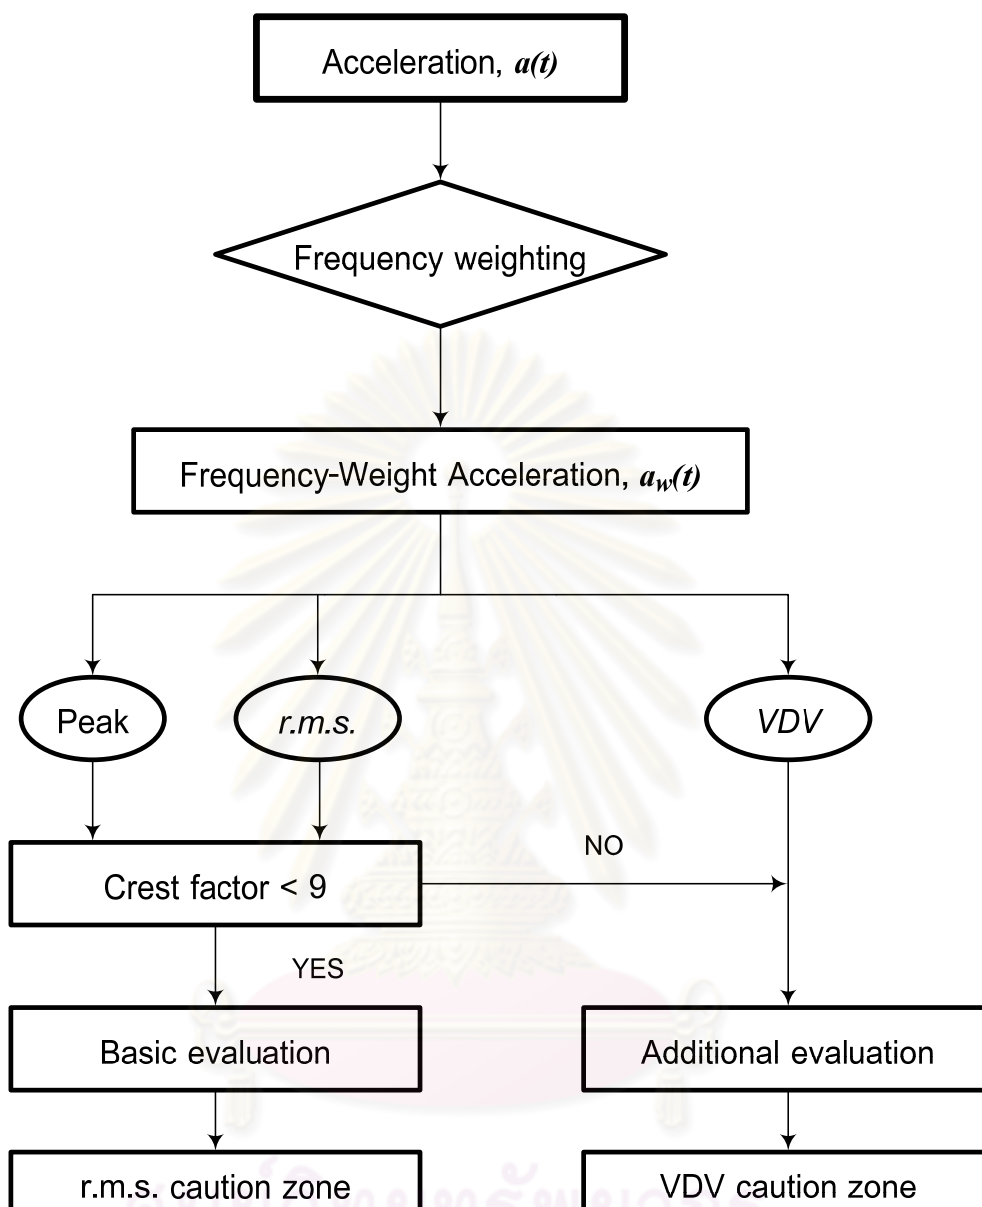 Acceleration, a(t)
Frequency weighting
Frequency-Weight Acceleration, aw(t)
Peak
r.m.s.
VDV
NO
Crest factor < 9
YES
Basic evaluation
Additional evaluation
r.m.s. caution zone
VDV caution zone